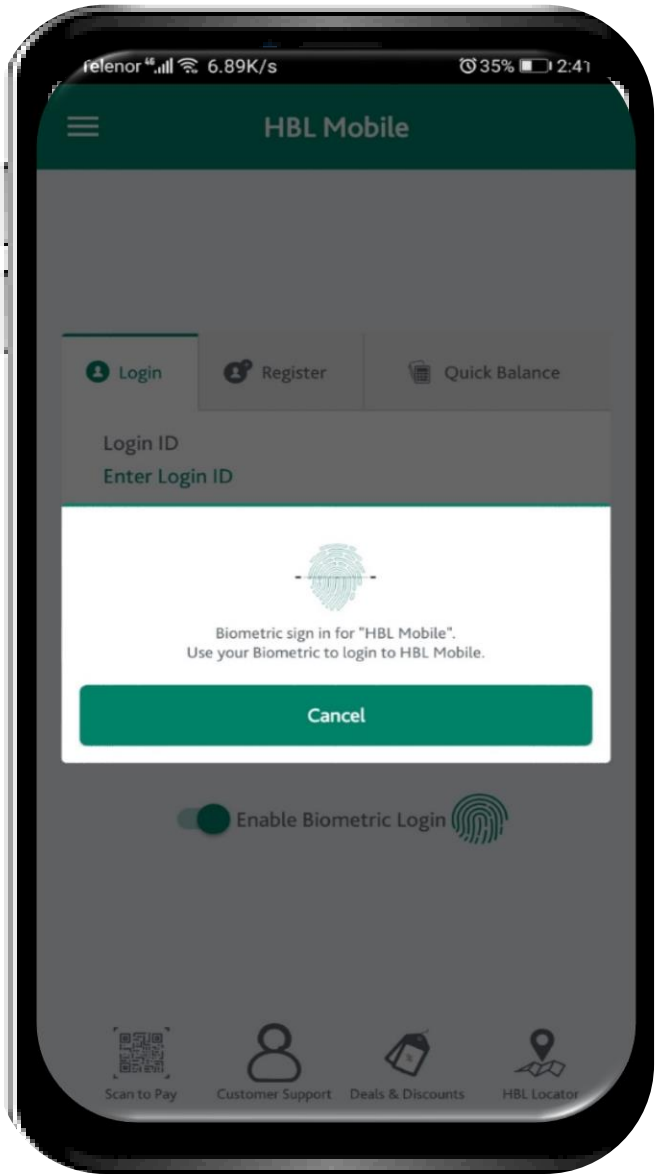 Telenor 4G 6.89K/s 35% 2:41
HBL Mobile
Login Register Quick Balance
Login ID
Enter Login ID
Biometric sign in for "HBL Mobile".
Use your Biometric to login to HBL Mobile.
Cancel
Enable Biometric Login
Scan to Pay Customer Support Deals & Discounts HBL Locator